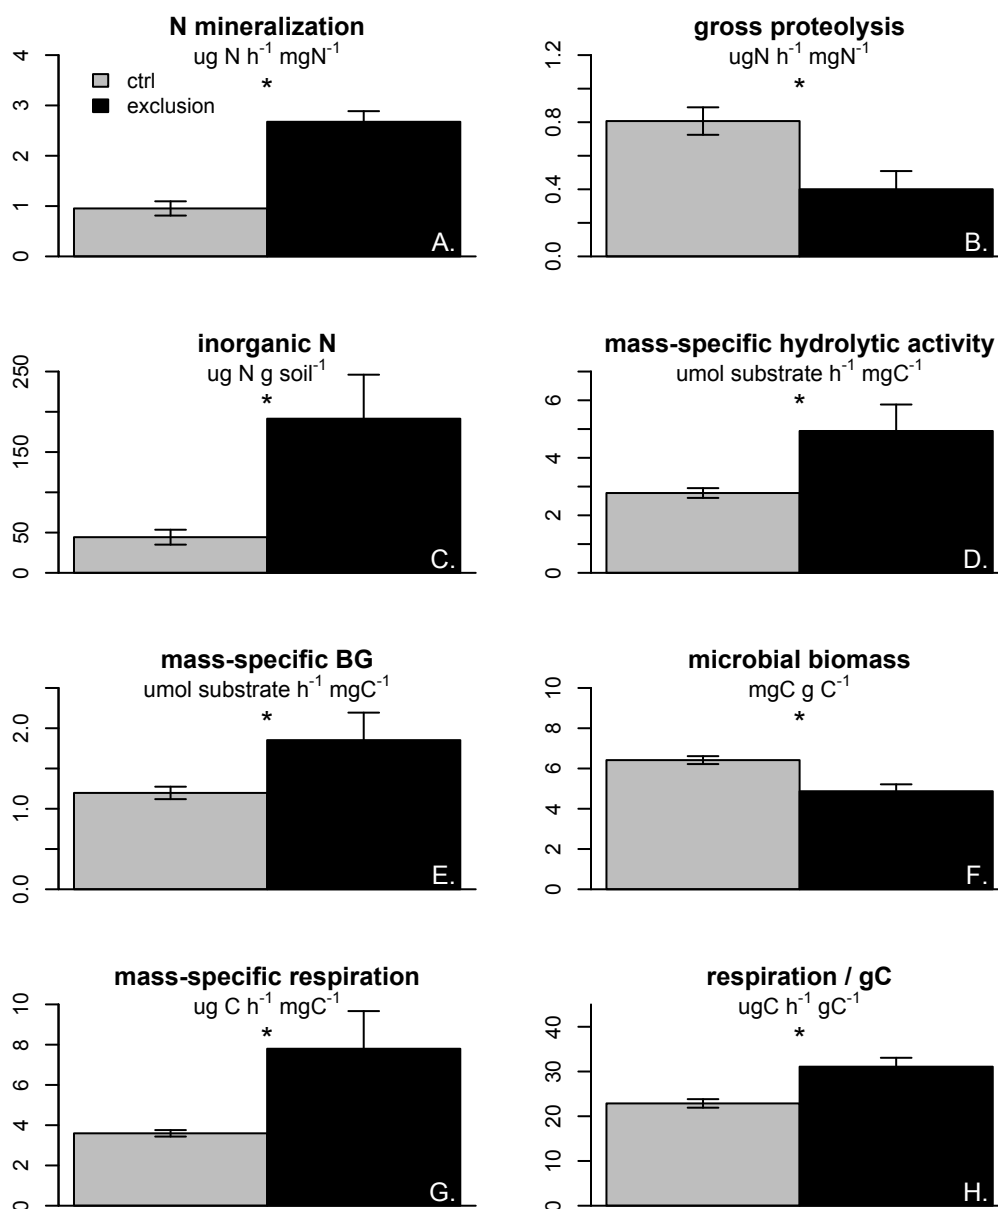 N mineralization
ug N h⁻¹ mgN⁻¹
*
ctrl
exclusion
4
3
2
1
0
A.
gross proteolysis
ugN h⁻¹ mgN⁻¹
*
1.2
0.8
0.4
0.0
B.
inorganic N
ug N g soil⁻¹
*
250
150
50
0
C.
mass-specific hydrolytic activity
umol substrate h⁻¹ mgC⁻¹
*
6
4
2
0
D.
mass-specific BG
umol substrate h⁻¹ mgC⁻¹
*
2.0
1.0
0.0
E.
microbial biomass
mgC g C⁻¹
*
10
8
6
4
2
0
F.
mass-specific respiration
ug C h⁻¹ mgC⁻¹
*
10
8
6
4
2
0
G.
respiration / gC
ugC h⁻¹ gC⁻¹
*
40
30
20
10
0
H.